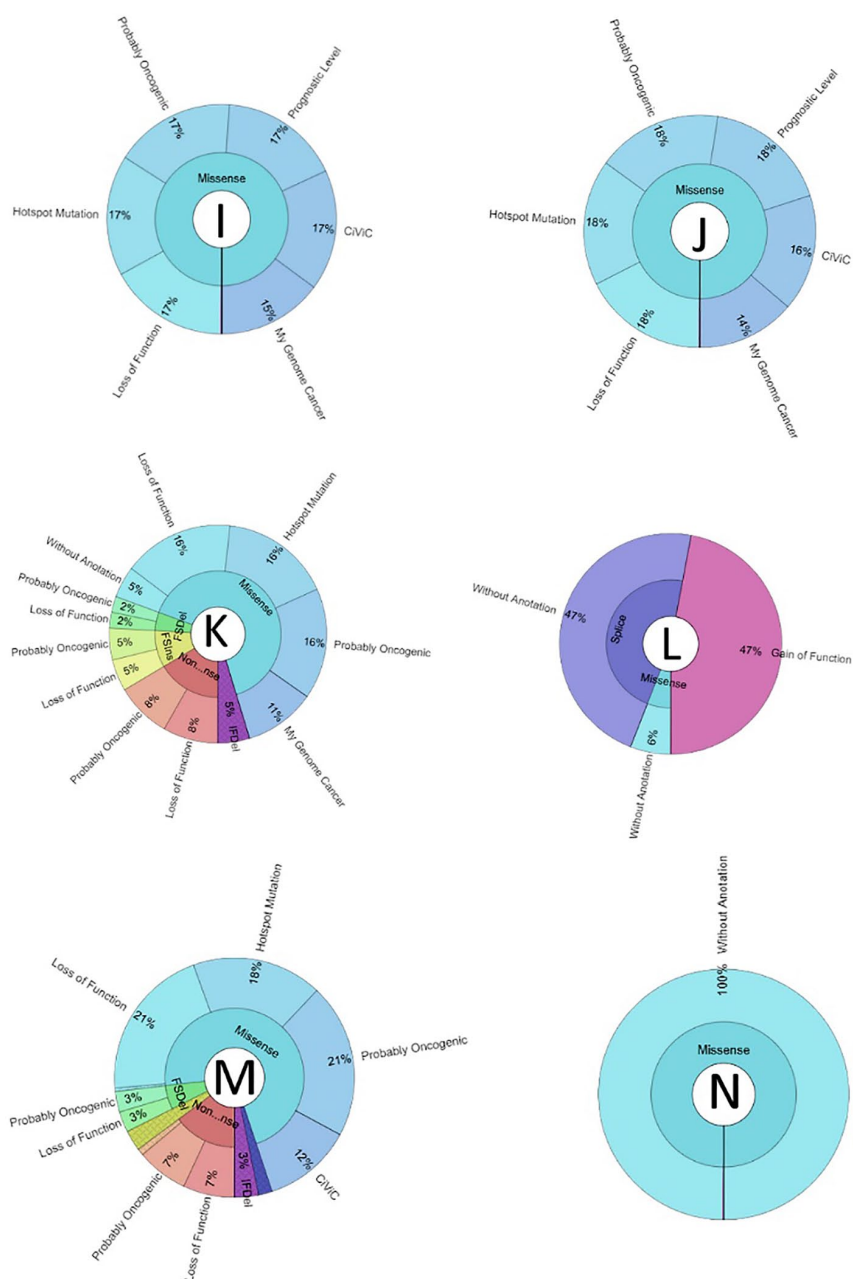 Probably Oncogenic
17%
Prognostic Level
17%
Missense
Hotspot Mutation
17%
I
17%
CiViC
17%
Loss of Function
15%
My Genome Cancer
Probably Oncogenic
18%
Prognostic Level
18%
Missense
Hotspot Mutation
18%
J
16%
CiViC
18%
Loss of Function
14%
My Genome Cancer
Loss of Function
16%
Hotspot Mutation
16%
Without Anotation
5%
Missense
Probably Oncogenic
2%
Loss of Function
2%
FSDel
K
Probably Oncogenic
5%
FSIns
16%
Probably Oncogenic
Loss of Function
5%
Non...nse
Probably Oncogenic
8%
Loss of Function
8%
5%
IFDel
11%
My Genome Cancer
Without Anotation
47%
Splice
L
47%
Gain of Function
Missense
6%
Without Anotation
Hotspot Mutation
18%
Loss of Function
21%
Missense
21%
Probably Oncogenic
M
FSDel
Probably Oncogenic
3%
Loss of Function
3%
Non...nse
Probably Oncogenic
7%
Loss of Function
7%
3%
IFDel
12%
CiViC
Without Anotation
100%
Missense
N